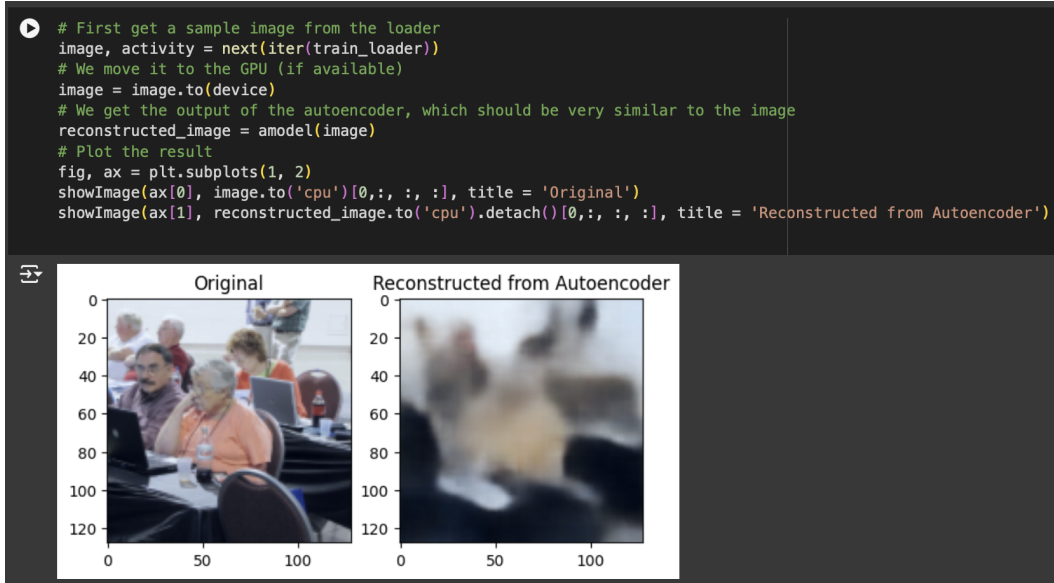 # First get a sample image from the loader
image, activity = next(iter(train_loader))
# We move it to the GPU (if available)
image = image.to(device)
# We get the output of the autoencoder, which should be very similar to the image
reconstructed_image = amodel(image)
# Plot the result
fig, ax = plt.subplots(1, 2)
showImage(ax[0], image.to('cpu')[0,:, :, :], title = 'Original')
showImage(ax[1], reconstructed_image.to('cpu').detach()[0,:, :, :], title = 'Reconstructed from Autoencoder')
Original
0
20
40
60
80
100
120
0 50 100
Reconstructed from Autoencoder
0
20
40
60
80
100
120
0 50 100